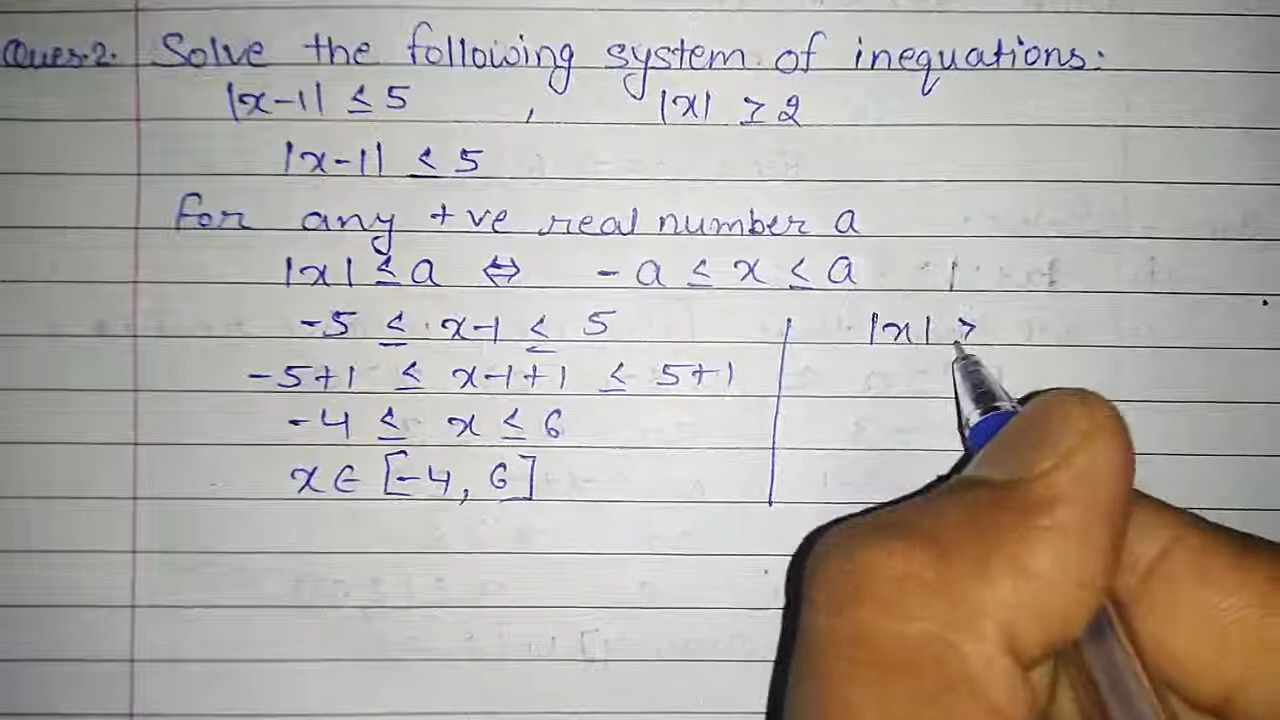 Ques.2. Solve the following system of inequations:
|x-1| ≤ 5 , |x| ≥ 2
|x-1| ≤ 5
For any +ve real number a
|x| ≤ a ⇔ -a ≤ x ≤ a
-5 ≤ x-1 ≤ 5
-5+1 ≤ x-1+1 ≤ 5+1
-4 ≤ x ≤ 6
x ∈ [-4, 6]
|x| >